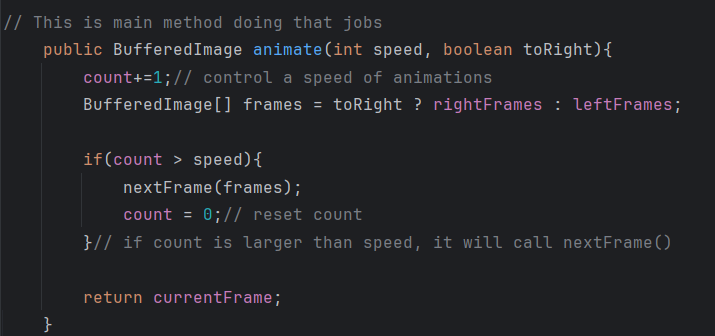 // This is main method doing that jobs
public BufferedImage animate(int speed, boolean toRight){
count+=1;// control a speed of animations
BufferedImage[] frames = toRight ? rightFrames : leftFrames;
if(count > speed){
nextFrame(frames);
count = 0;// reset count
}// if count is larger than speed, it will call nextFrame()
return currentFrame;
}